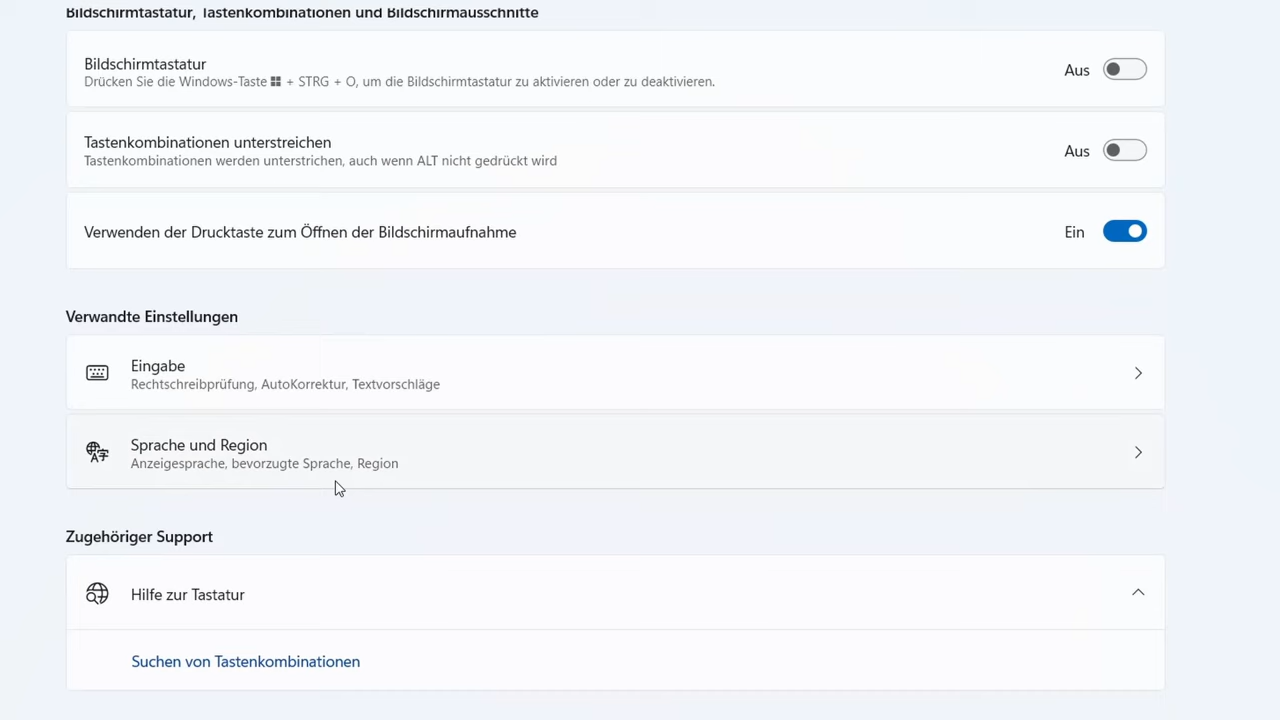 Bildschirmtastatur, Tastenkombinationen und Bildschirmausschnitte
Bildschirmtastatur
Drücken Sie die Windows-Taste + STRG + O, um die Bildschirmtastatur zu aktivieren oder zu deaktivieren.
Aus
Tastenkombinationen unterstreichen
Tastenkombinationen werden unterstrichen, auch wenn ALT nicht gedrückt wird
Aus
Verwenden der Drucktaste zum Öffnen der Bildschirmaufnahme
Ein
Verwandte Einstellungen
Eingabe
Rechtschreibprüfung, AutoKorrektur, Textvorschläge
Sprache und Region
Anzeigesprache, bevorzugte Sprache, Region
Zugehöriger Support
Hilfe zur Tastatur
Suchen von Tastenkombinationen